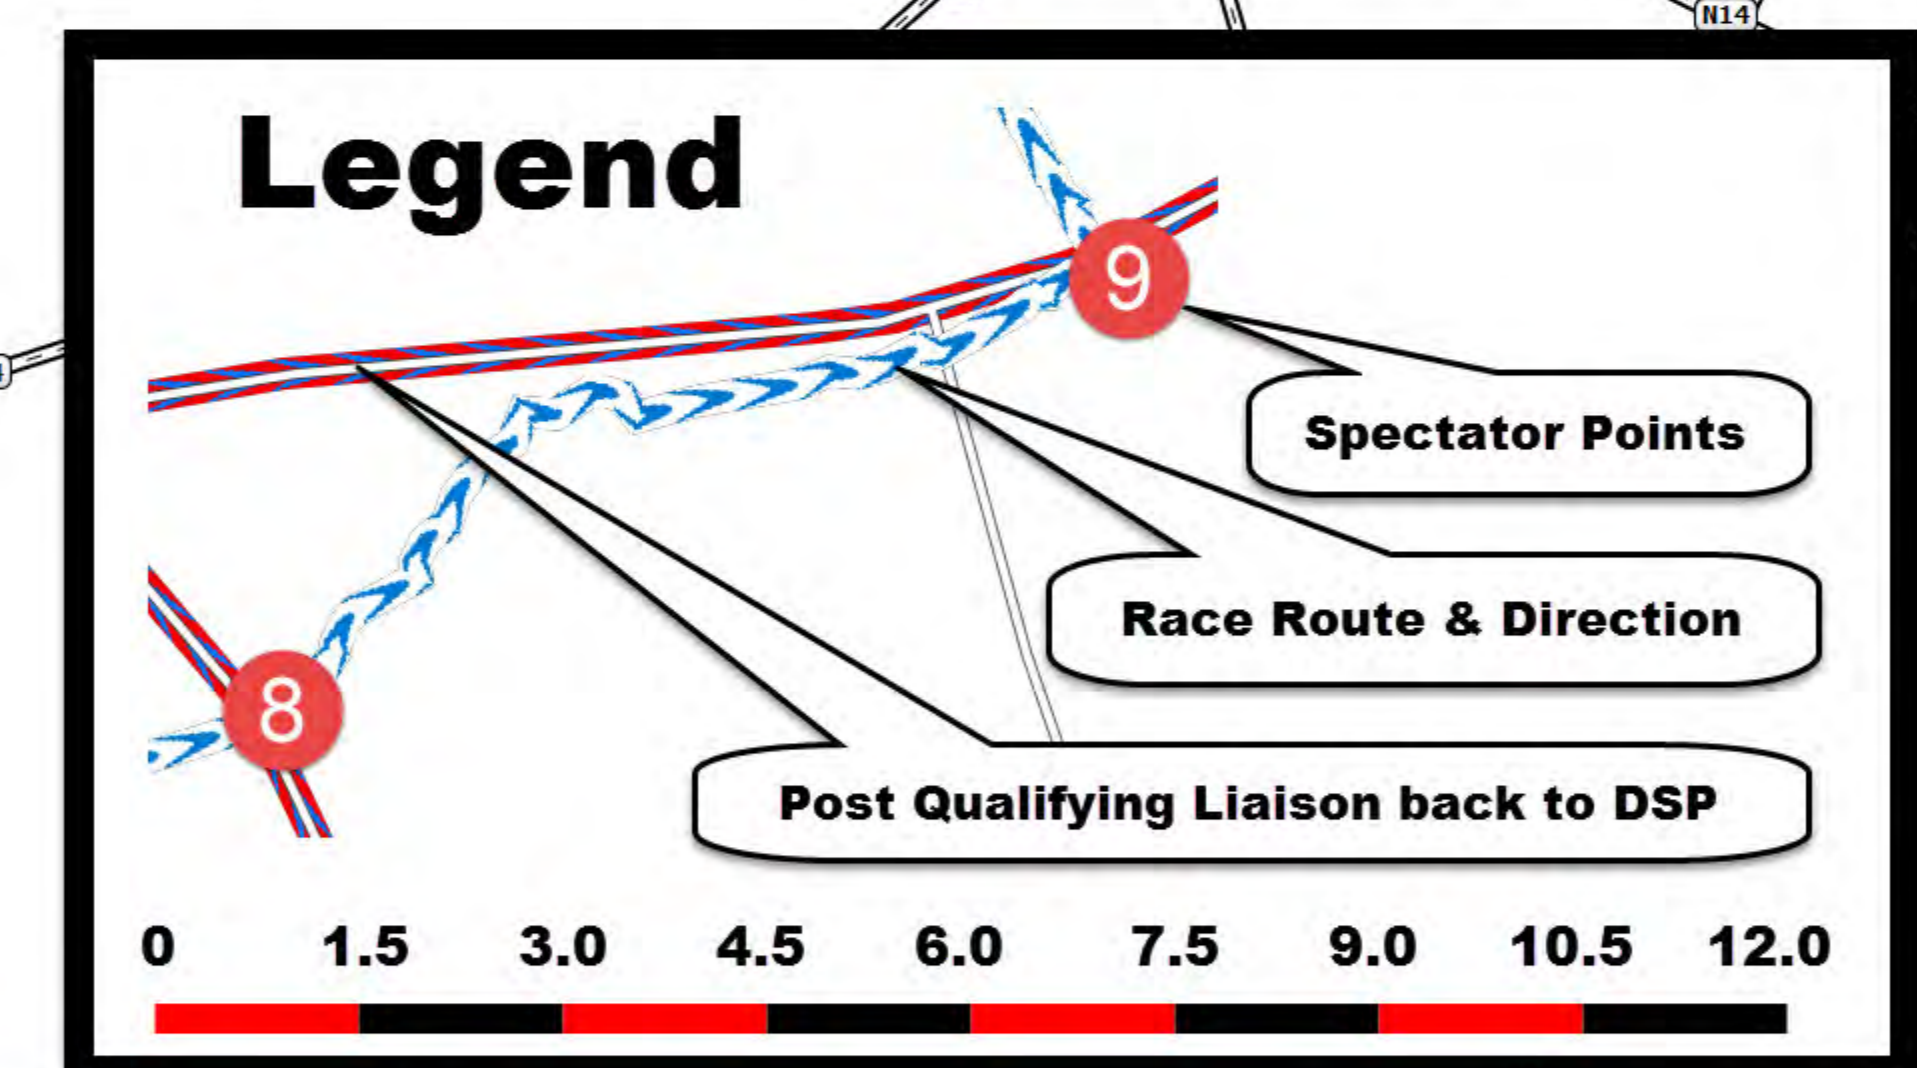 N14
Legend
9
Spectator Points
Race Route & Direction
8
Post Qualifying Liaison back to DSP
0 1.5 3.0 4.5 6.0 7.5 9.0 10.5 12.0